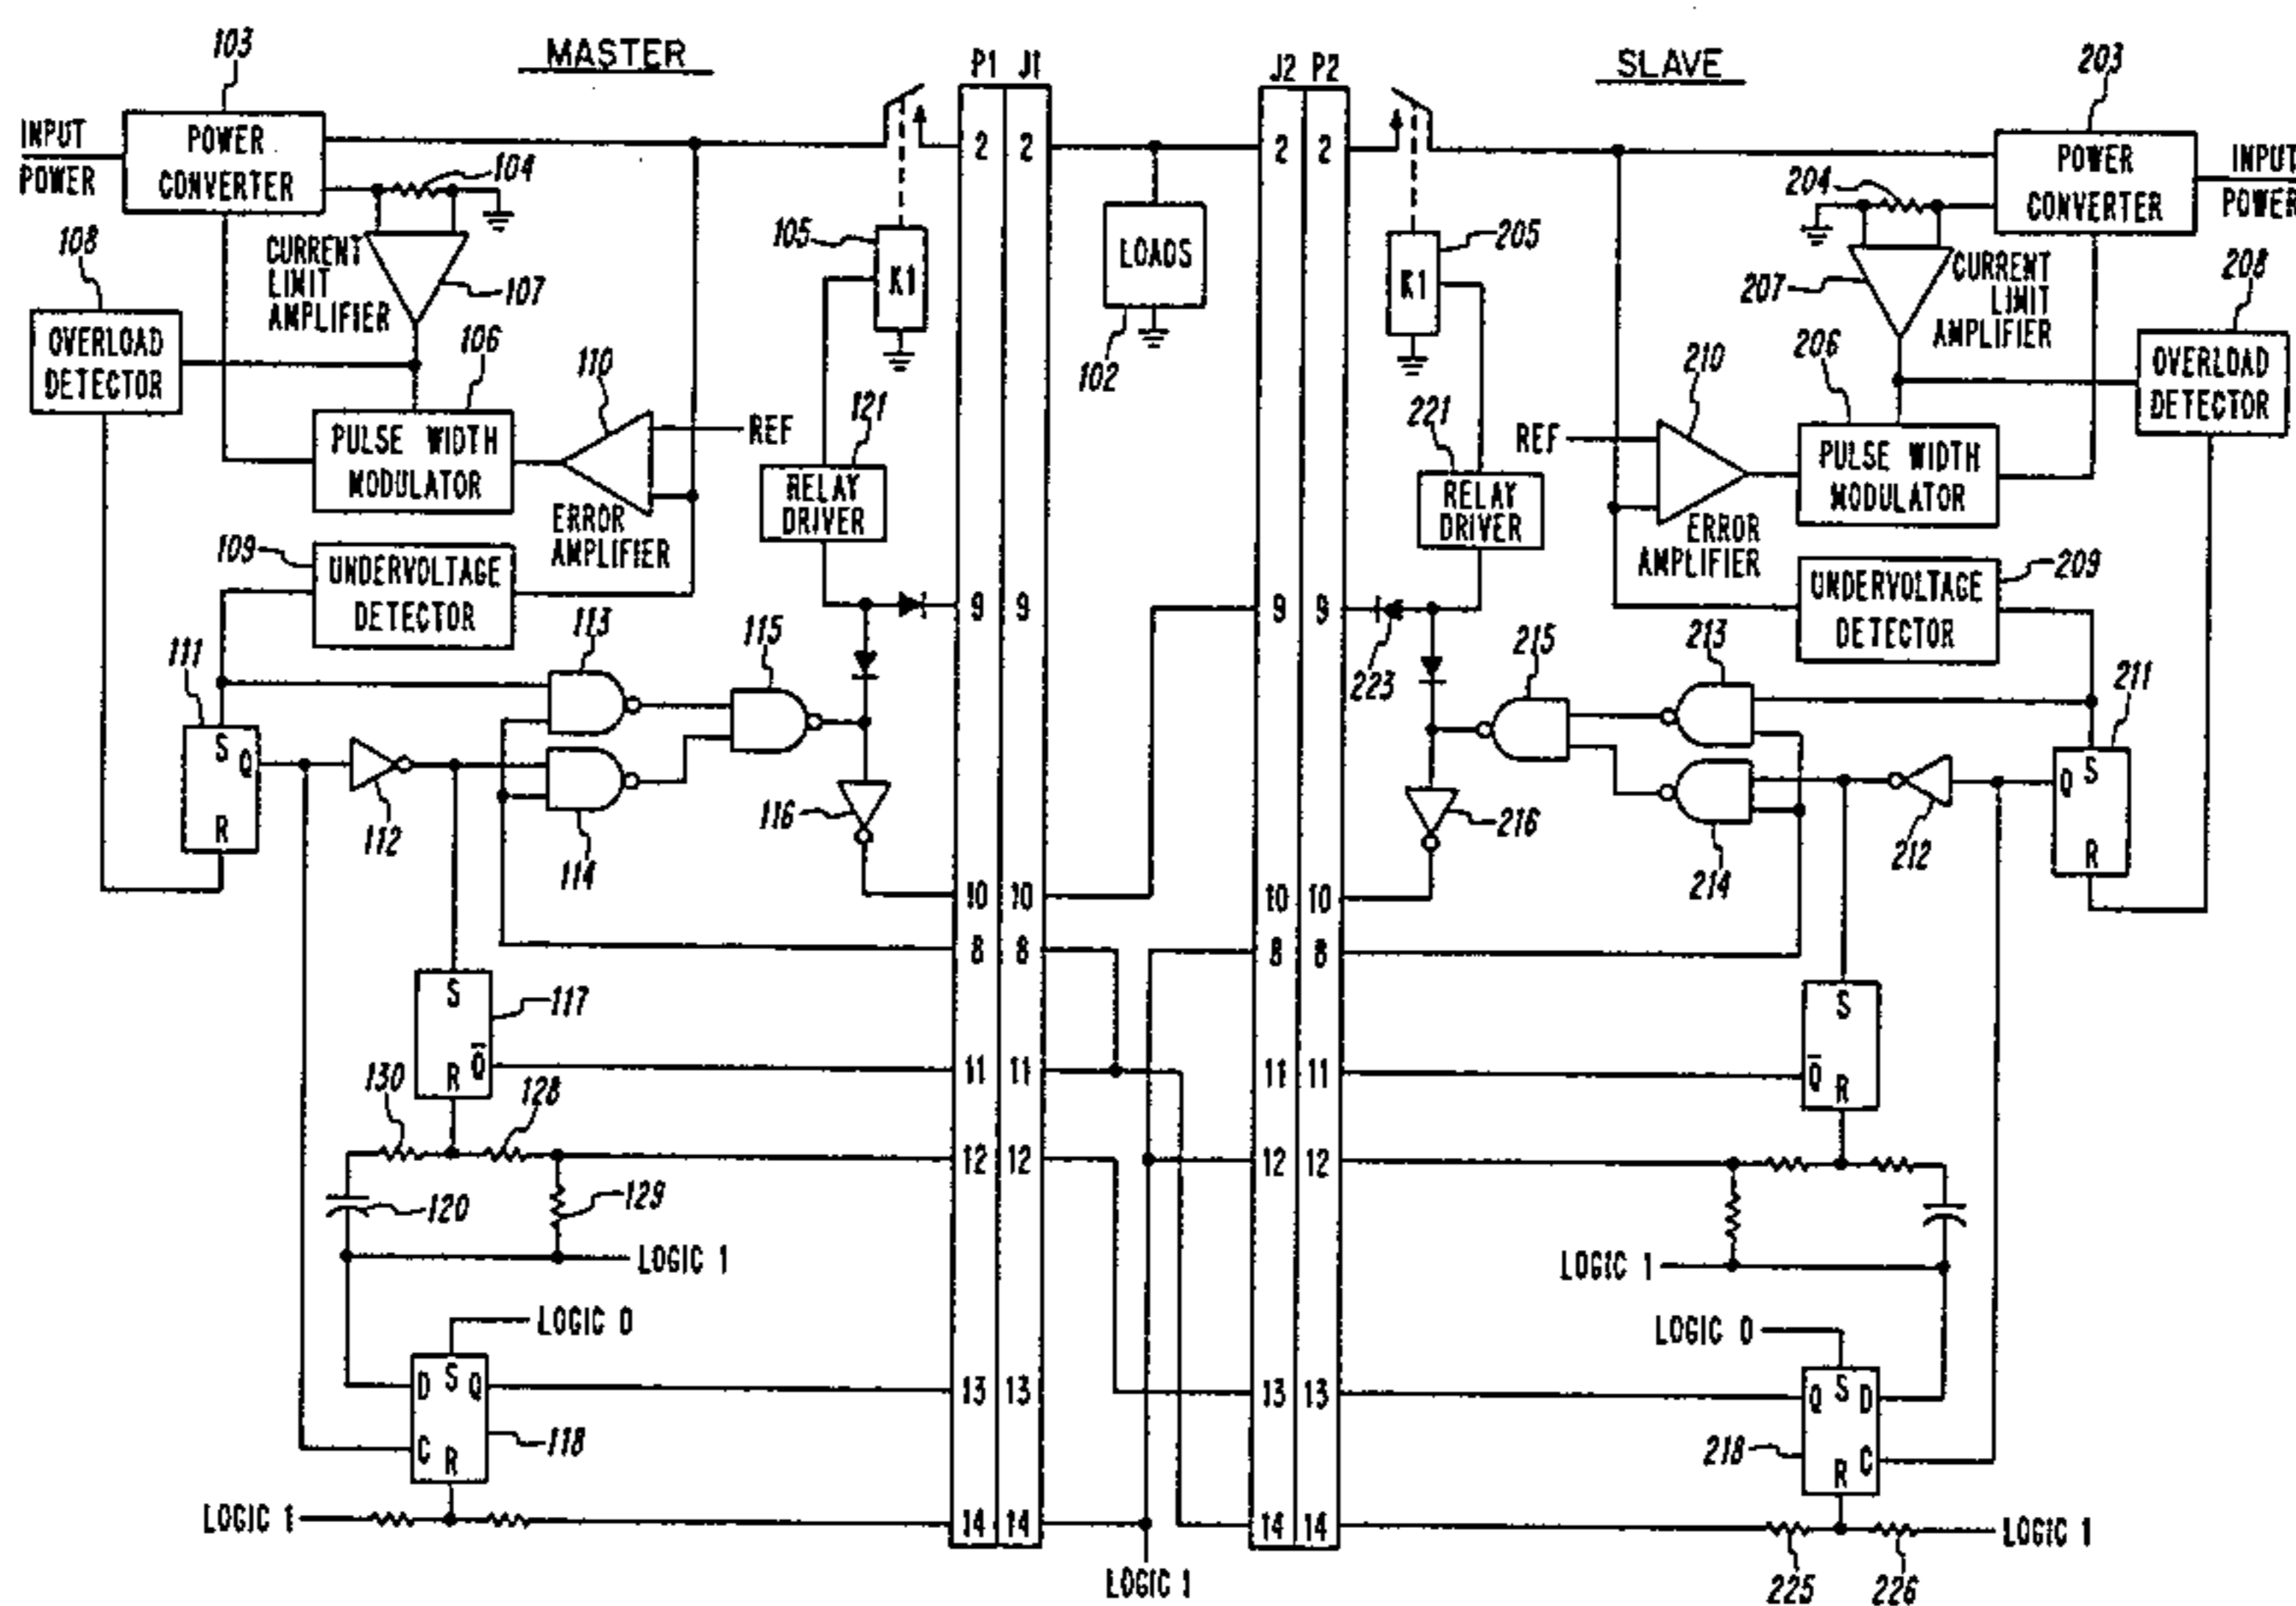 MASTER
SLAVE
103
P1 J1
J2 P2
203
INPUT
POWER
POWER
CONVERTER
104
2 2
2 2
204
POWER
CONVERTER
INPUT
POWER
108
CURRENT
LIMIT
AMPLIFIER
107
105
K1
LOADS
102
K1
205
207
CURRENT
LIMIT
AMPLIFIER
208
OVERLOAD
DETECTOR
106
110
REF
PULSE WIDTH
MODULATOR
ERROR
AMPLIFIER
121
RELAY
DRIVER
221
RELAY
DRIVER
REF
210
206
ERROR
AMPLIFIER
PULSE WIDTH
MODULATOR
OVERLOAD
DETECTOR
109
UNDERVOLTAGE
DETECTOR
9 9
9 9
223
UNDERVOLTAGE
DETECTOR
209
111
S
Q
R
112
113
114
115
116
215
213
214
216
212
211
S
Q
R
10 10
10 10
8 8
8 8
S
R
Q̅
117
11 11
11 11
S
Q̅
R
130
128
12 12
12 12
120
129
LOGIC 1
LOGIC 1
LOGIC 0
LOGIC 0
D S Q
C R
118
13 13
13 13
Q S D
R C
218
LOGIC 1
14 14
14 14
LOGIC 1
LOGIC 1
225
226